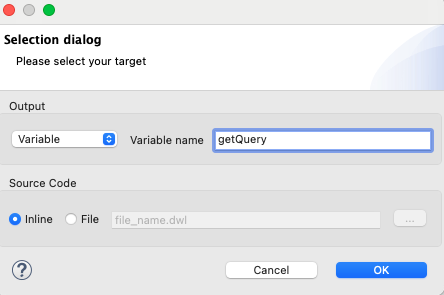 Selection dialog
Please select your target
Output
Variable Variable name getQuery
Source Code
Inline File file_name.dwl ...
? Cancel OK